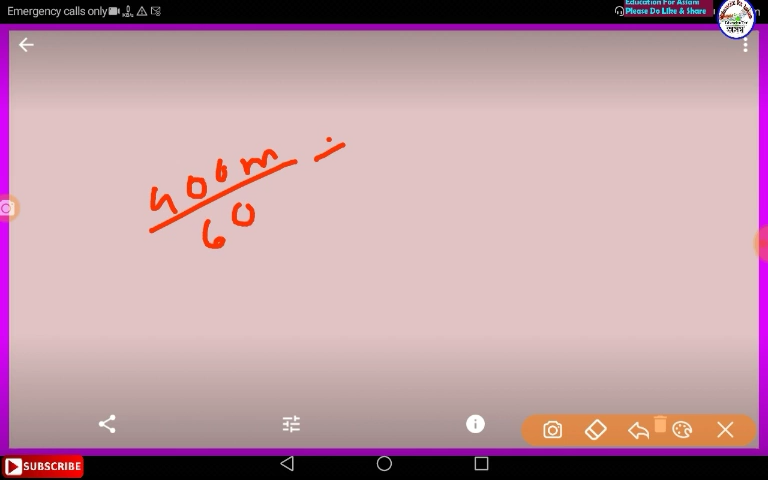 Emergency calls only
Education For Assam
Please Do Like & Share
400m ÷
60
SUBSCRIBE